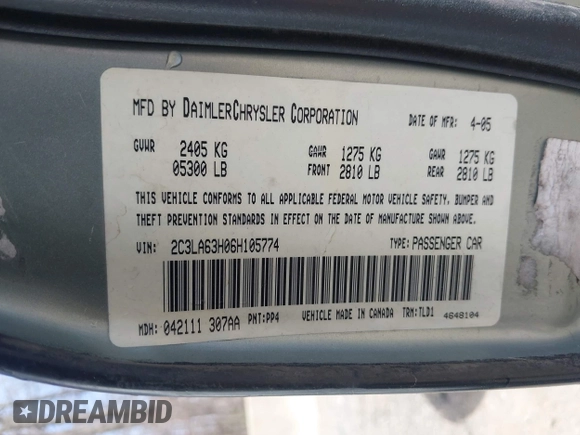 MFD BY DAIMLERCHRYSLER CORPORATION DATE OF MFR: 4-05
GVWR 2405 KG GAWR 1275 KG GAWR 1275 KG
05300 LB FRONT 2810 LB REAR 2810 LB
THIS VEHICLE CONFORMS TO ALL APPLICABLE FEDERAL MOTOR VEHICLE SAFETY, BUMPER AND
THEFT PREVENTION STANDARDS IN EFFECT ON THE DATE OF MANUFACTURE SHOWN ABOVE.
VIN: 2C3LA63H06H105774 TYPE: PASSENGER CAR
MDH: 042111 307AA PNT: PP4 VEHICLE MADE IN CANADA TRM: TLD1 4648104
DREAMBID